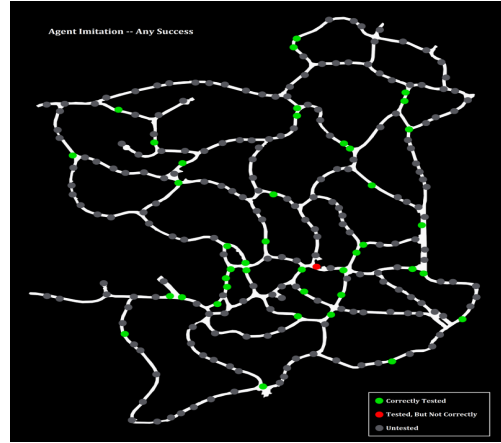 Agent Imitation -- Any Success
Correctly Tested
Tested, But Not Correctly
Untested